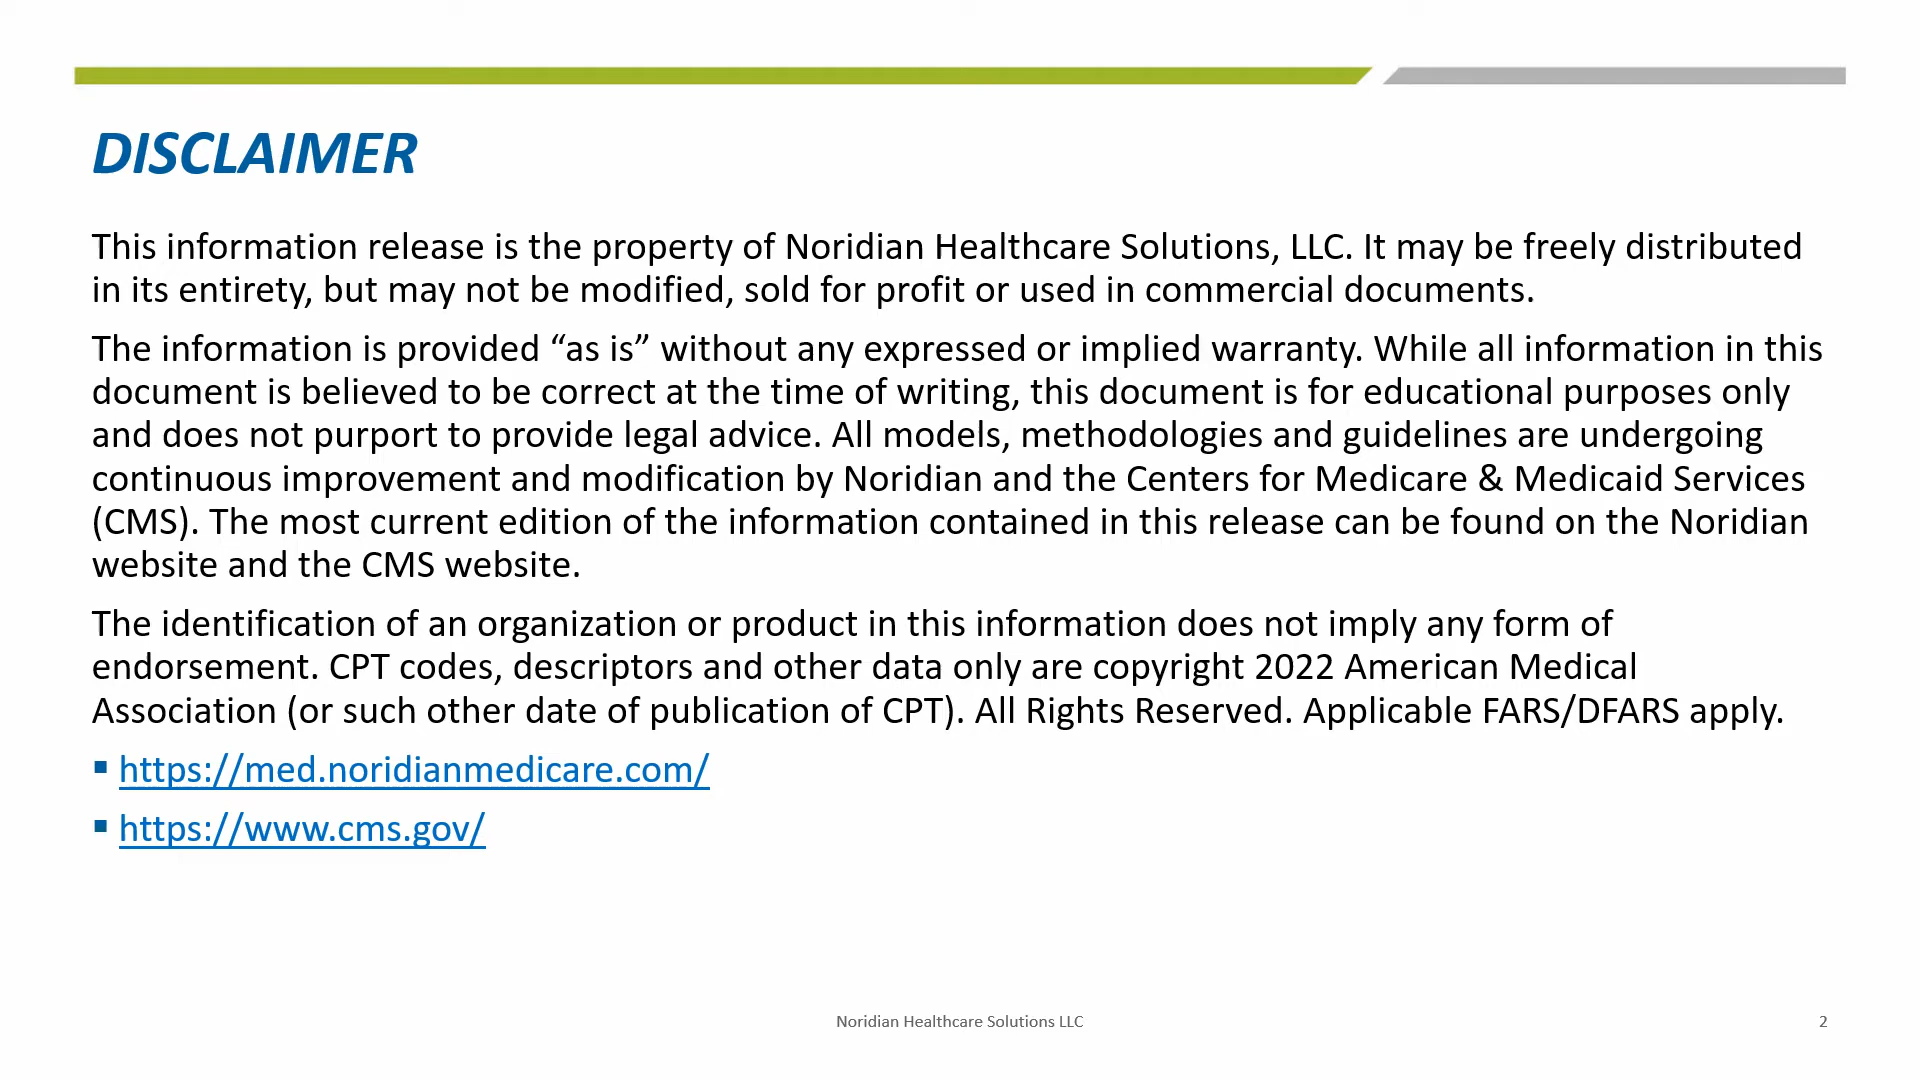 DISCLAIMER
This information release is the property of Noridian Healthcare Solutions, LLC. It may be freely distributed
in its entirety, but may not be modified, sold for profit or used in commercial documents.
The information is provided “as is” without any expressed or implied warranty. While all information in this
document is believed to be correct at the time of writing, this document is for educational purposes only
and does not purport to provide legal advice. All models, methodologies and guidelines are undergoing
continuous improvement and modification by Noridian and the Centers for Medicare & Medicaid Services
(CMS). The most current edition of the information contained in this release can be found on the Noridian
website and the CMS website.
The identification of an organization or product in this information does not imply any form of
endorsement. CPT codes, descriptors and other data only are copyright 2022 American Medical
Association (or such other date of publication of CPT). All Rights Reserved. Applicable FARS/DFARS apply.
▪ https://med.noridianmedicare.com/
▪ https://www.cms.gov/
Noridian Healthcare Solutions LLC
2